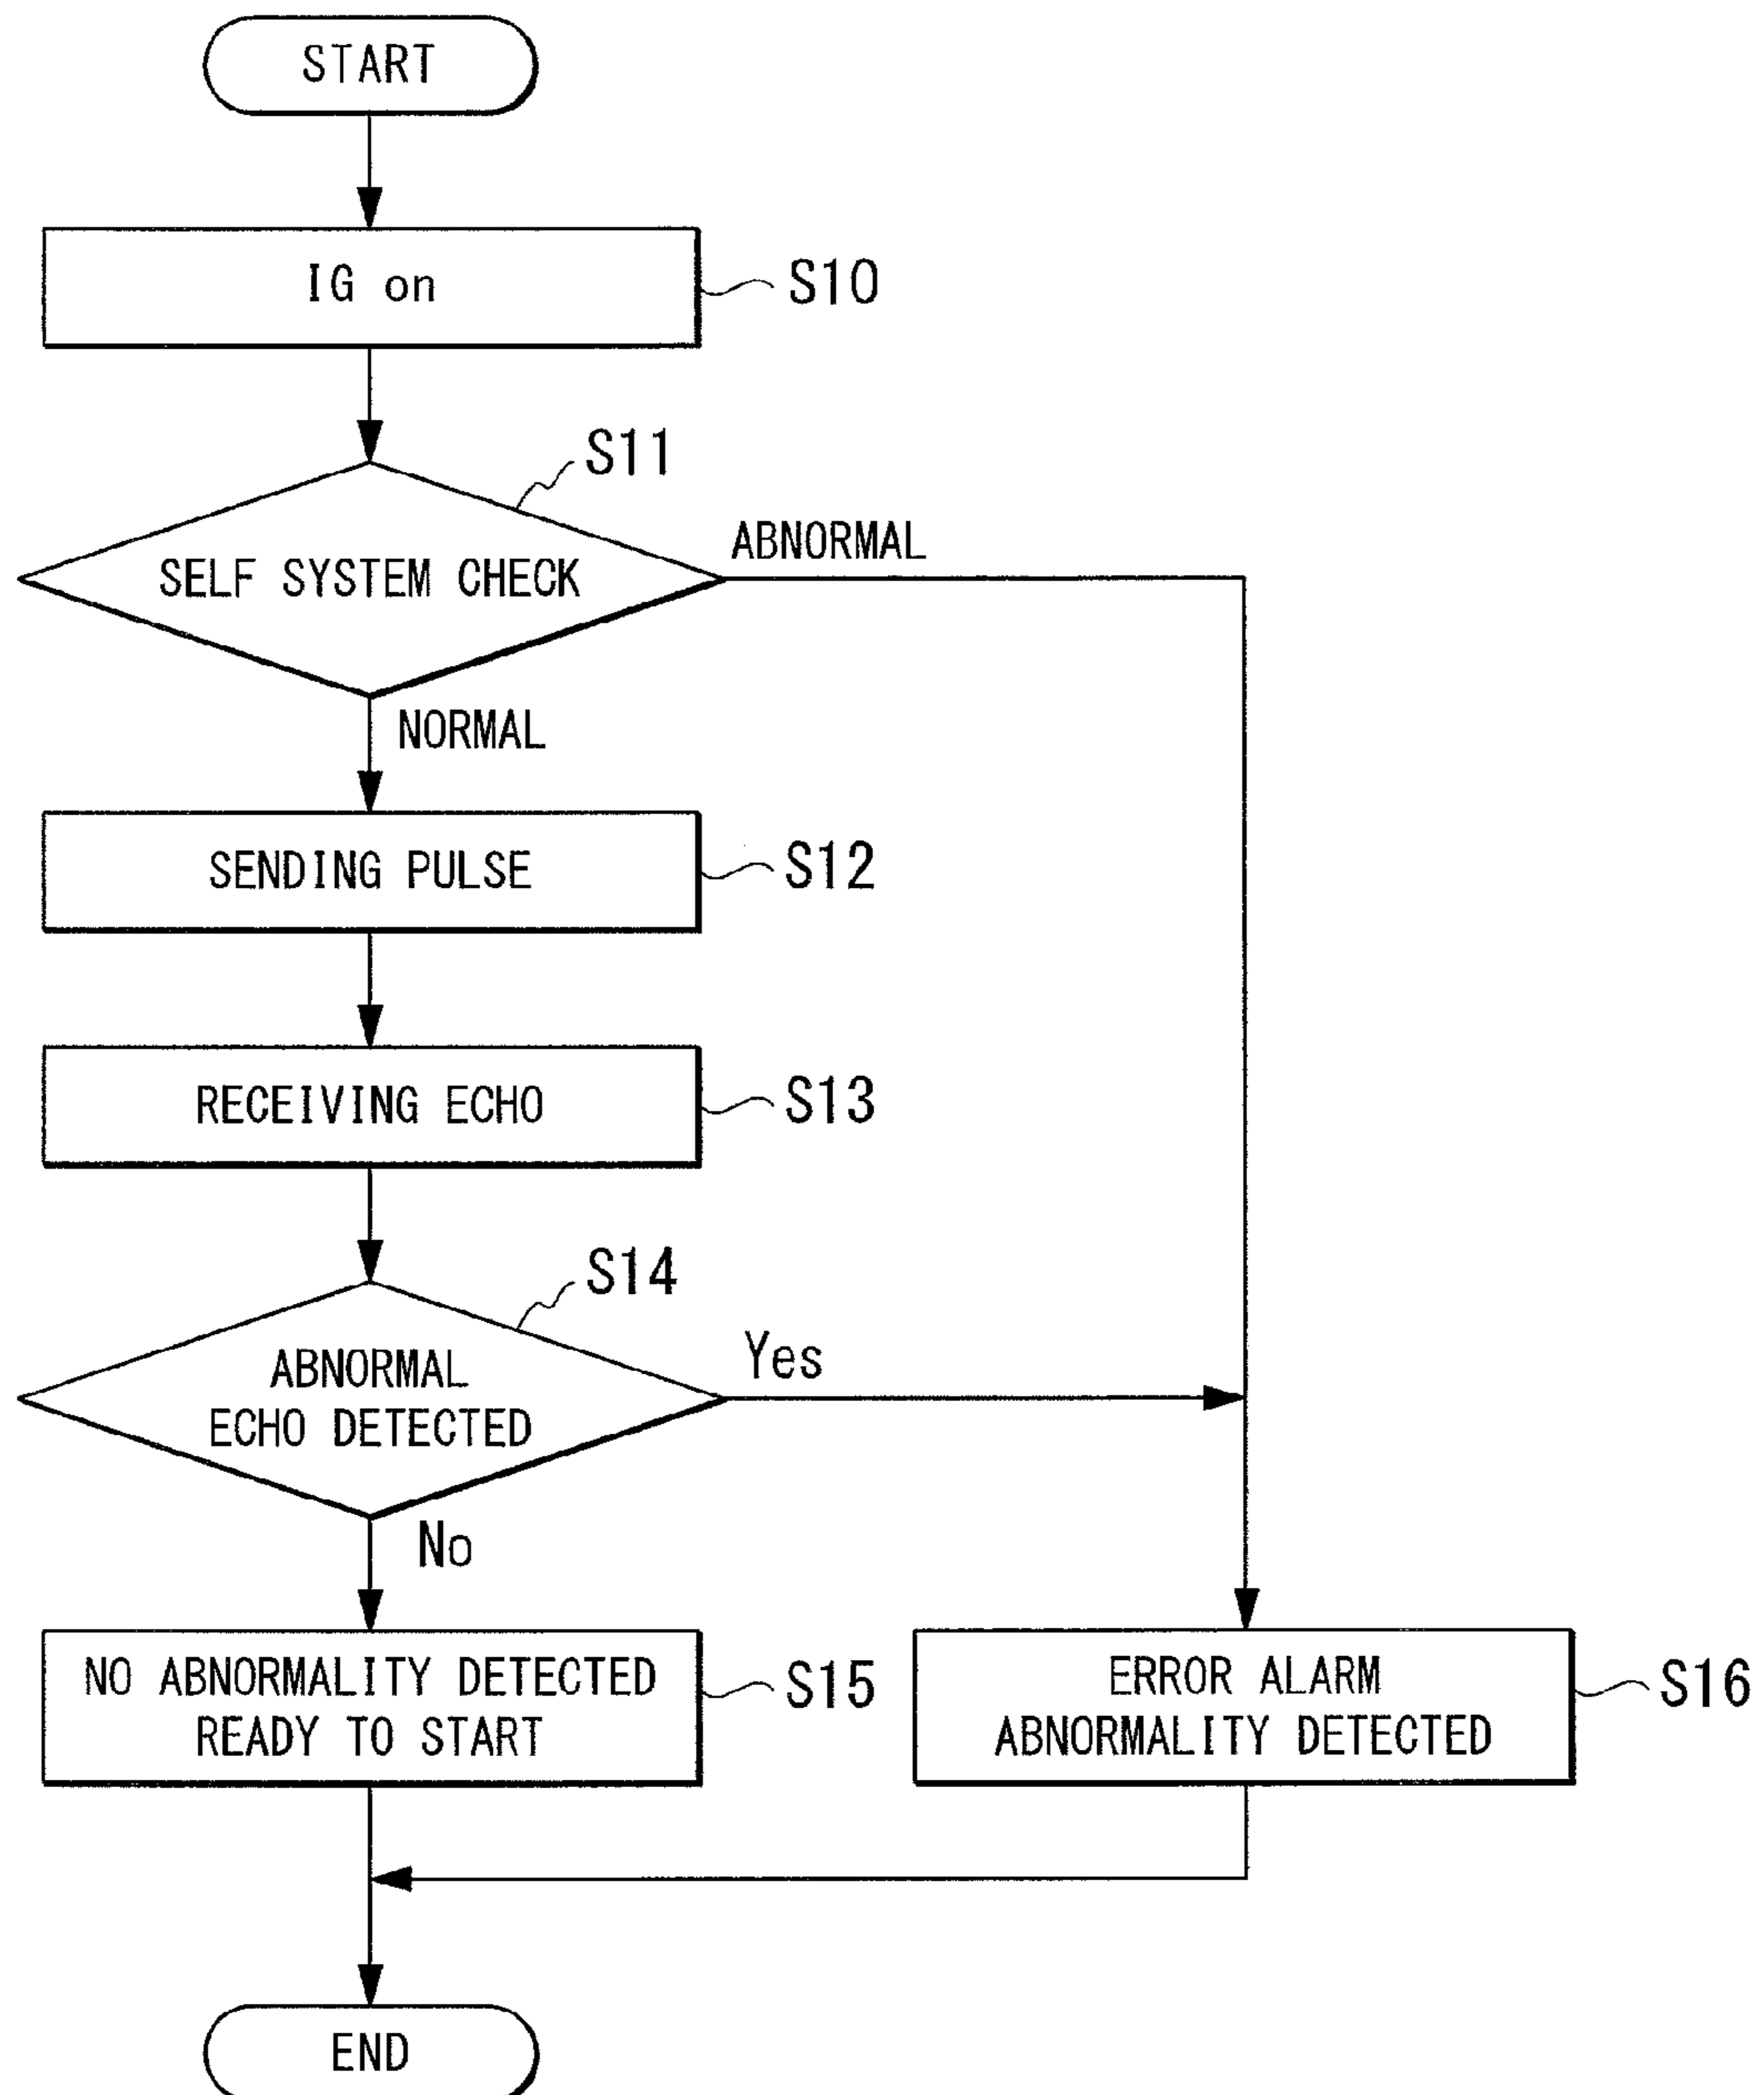 START
IG on
S10
S11
SELF SYSTEM CHECK
ABNORMAL
NORMAL
SENDING PULSE
S12
RECEIVING ECHO
S13
S14
ABNORMAL
ECHO DETECTED
Yes
No
NO ABNORMALITY DETECTED
READY TO START
S15
ERROR ALARM
ABNORMALITY DETECTED
S16
END